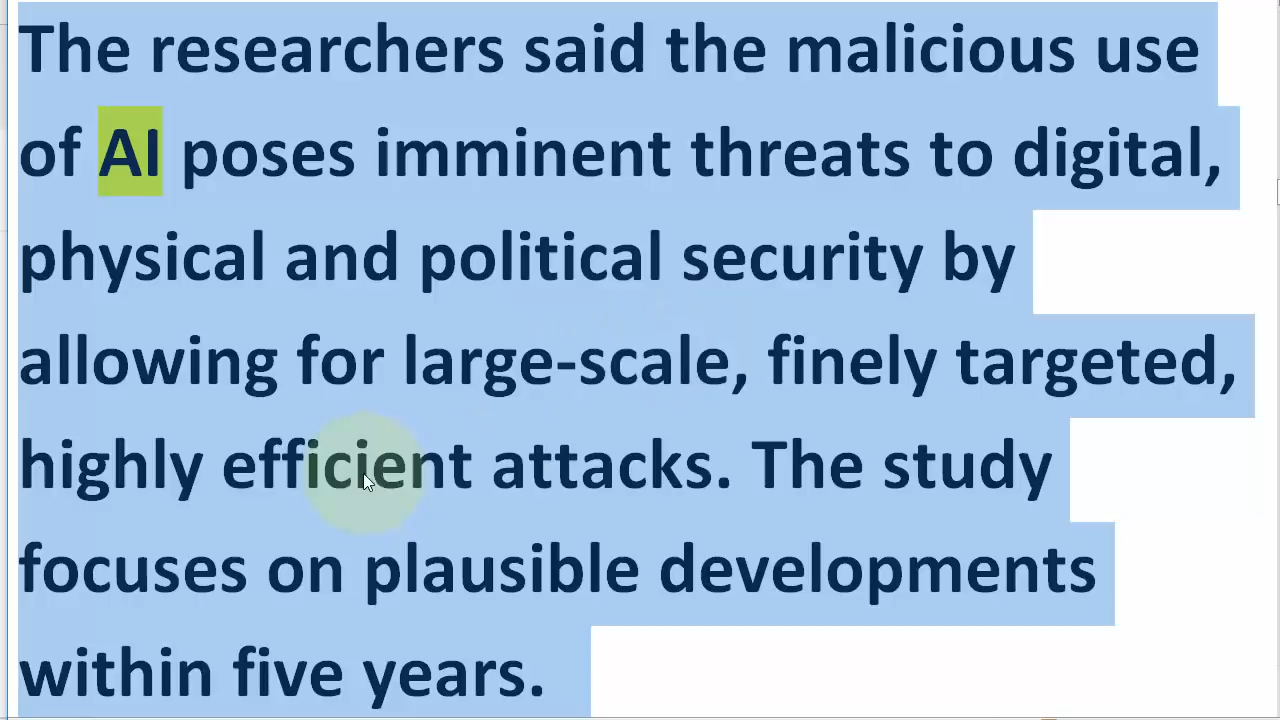 The researchers said the malicious use
of AI poses imminent threats to digital,
physical and political security by
allowing for large-scale, finely targeted,
highly efficient attacks. The study
focuses on plausible developments
within five years.